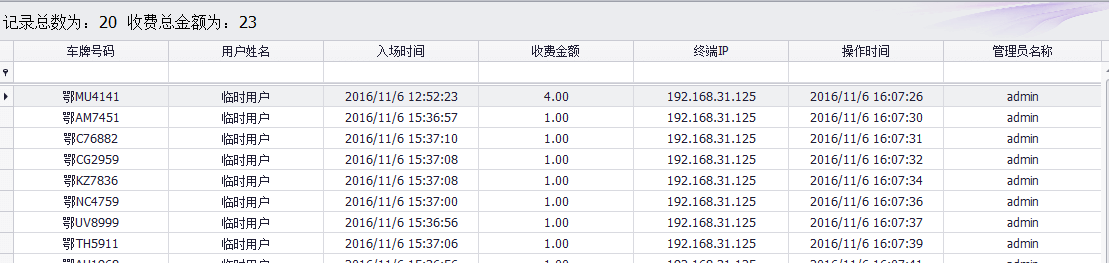 记录总数为：20 收费总金额为：23
车牌号码 用户姓名 入场时间 收费金额 终端IP 操作时间 管理员名称
鄂MU4141 临时用户 2016/11/6 12:52:23 4.00 192.168.31.125 2016/11/6 16:07:26 admin
鄂AM7451 临时用户 2016/11/6 15:36:57 1.00 192.168.31.125 2016/11/6 16:07:30 admin
鄂C76882 临时用户 2016/11/6 15:37:10 1.00 192.168.31.125 2016/11/6 16:07:31 admin
鄂CG2959 临时用户 2016/11/6 15:37:08 1.00 192.168.31.125 2016/11/6 16:07:32 admin
鄂KZ7836 临时用户 2016/11/6 15:37:08 1.00 192.168.31.125 2016/11/6 16:07:34 admin
鄂NC4759 临时用户 2016/11/6 15:37:00 1.00 192.168.31.125 2016/11/6 16:07:36 admin
鄂UV8999 临时用户 2016/11/6 15:36:56 1.00 192.168.31.125 2016/11/6 16:07:37 admin
鄂TH5911 临时用户 2016/11/6 15:37:06 1.00 192.168.31.125 2016/11/6 16:07:39 admin